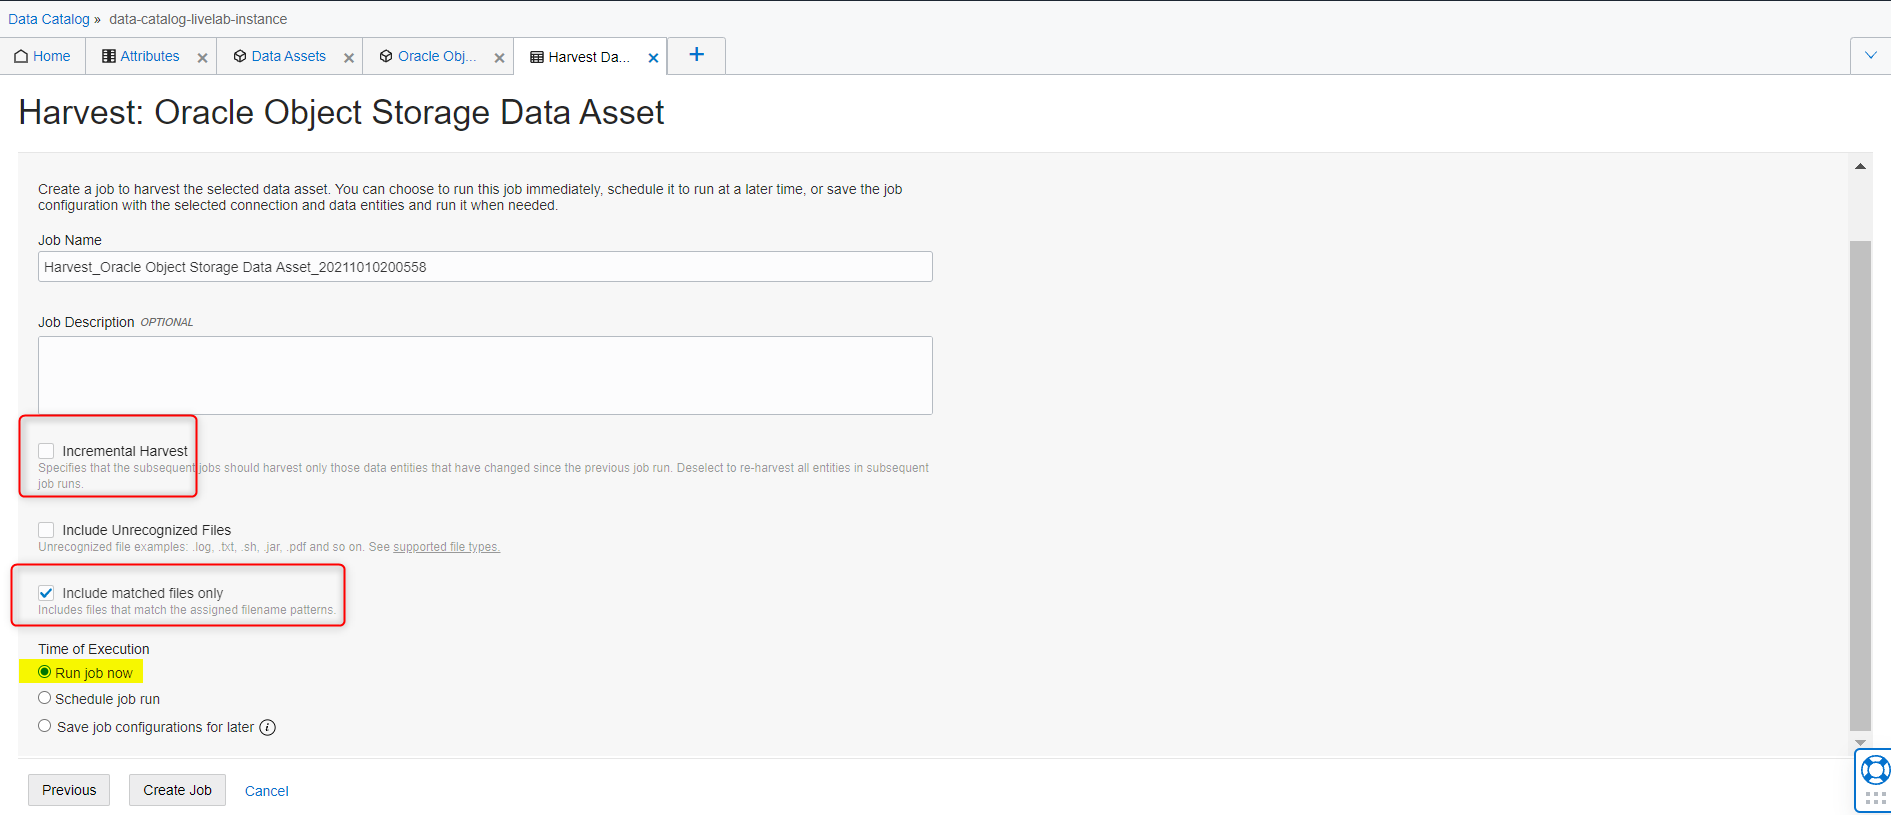 Data Catalog » data-catalog-livelab-instance
Home Attributes Data Assets Oracle Obj... Harvest Da...
Harvest: Oracle Object Storage Data Asset
Create a job to harvest the selected data asset. You can choose to run this job immediately, schedule it to run at a later time, or save the job
configuration with the selected connection and data entities and run it when needed.
Job Name
Harvest_Oracle Object Storage Data Asset_20211010200558
Job Description OPTIONAL
Incremental Harvest
Specifies that the subsequent jobs should harvest only those data entities that have changed since the previous job run. Deselect to re-harvest all entities in subsequent
job runs.
Include Unrecognized Files
Unrecognized file examples: .log, .txt, .sh, .jar, .pdf and so on. See supported file types.
Include matched files only
Includes files that match the assigned filename patterns.
Time of Execution
Run job now
Schedule job run
Save job configurations for later
Previous Create Job Cancel